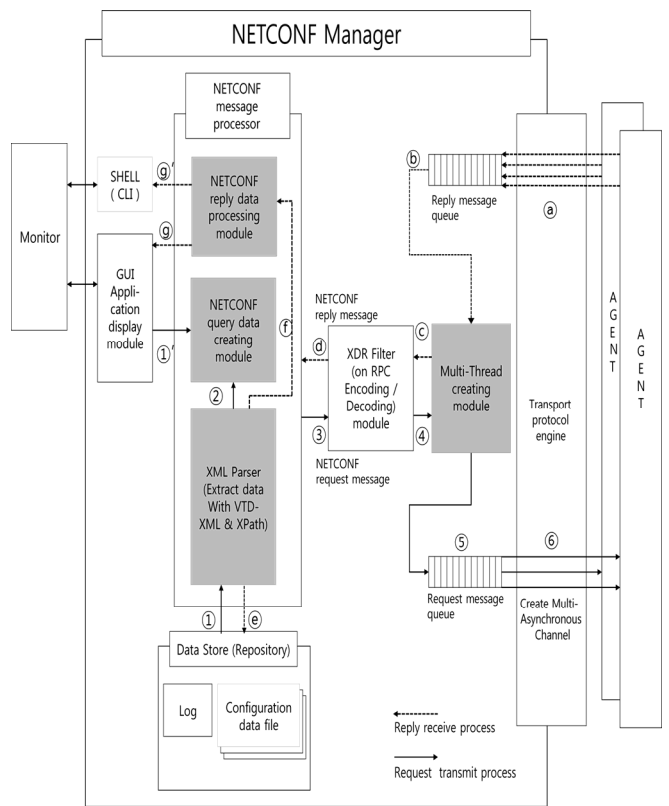 NETCONF Manager
NETCONF
message
processor
Monitor
SHELL
( CLI )
ⓖ′
NETCONF
reply data
processing
module
ⓖ
GUI
Appli-
cation
display
module
①′
NETCONF
query data
creating
module
ⓕ
②
XML Parser
(Extract data
With VTD-
XML & XPath)
①
ⓔ
Data Store (Repository)
Log
Configuration
data file
NETCONF
reply message
ⓓ
XDR Filter
(on RPC
Encoding /
Decoding)
module
ⓒ
③
④
NETCONF
request message
Multi-Thread
creating
module
ⓑ
Reply message
queue
ⓐ
Transport
protocol
engine
⑤
⑥
Request message
queue
Create Multi-
Asynchronous
Channel
AGENT
AGENT
Reply receive process
Request transmit process